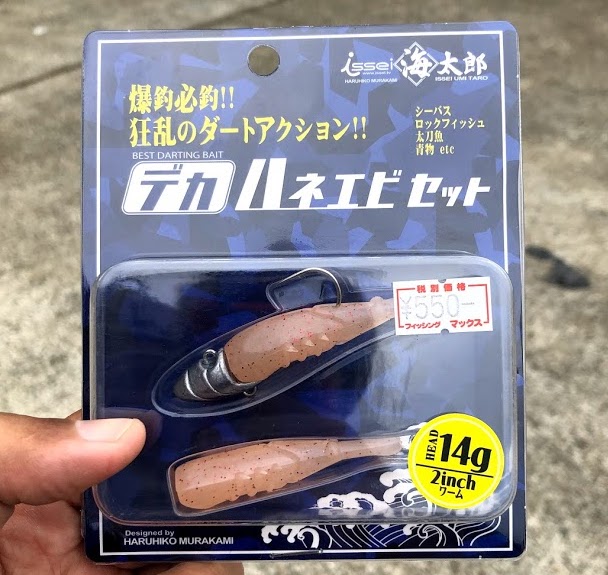 爆釣必釣!!
狂乱のダートアクション!!
BEST DARTING BAIT
デカハネエビセット
issei
HARUHIKO MURAKAMI
海太郎
ISSEI UMI TARO
シーバス
ロックフィッシュ
太刀魚
青物 etc
税別価格
¥550-
フィッシング マックス
HEAD 14g
2inch
ワーム
Designed by
HARUHIKO MURAKAMI